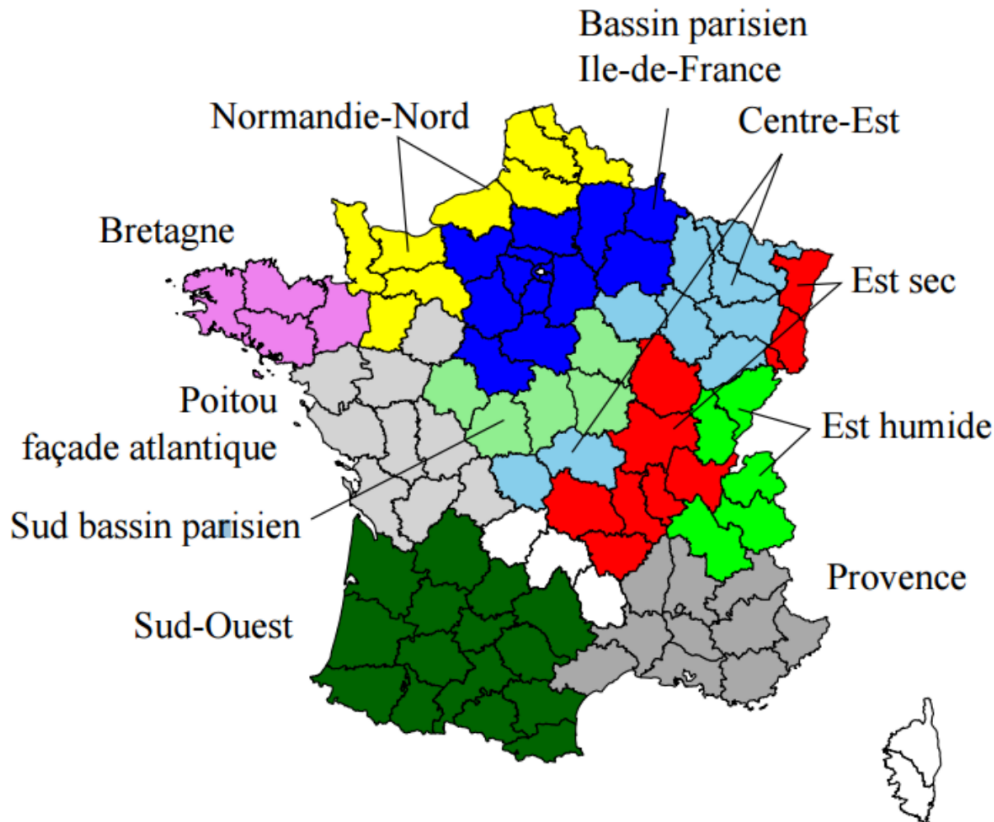 Bassin parisien
Ile-de-France
Normandie-Nord
Centre-Est
Bretagne
Est sec
Poitou
façade atlantique
Est humide
Sud bassin parisien
Provence
Sud-Ouest